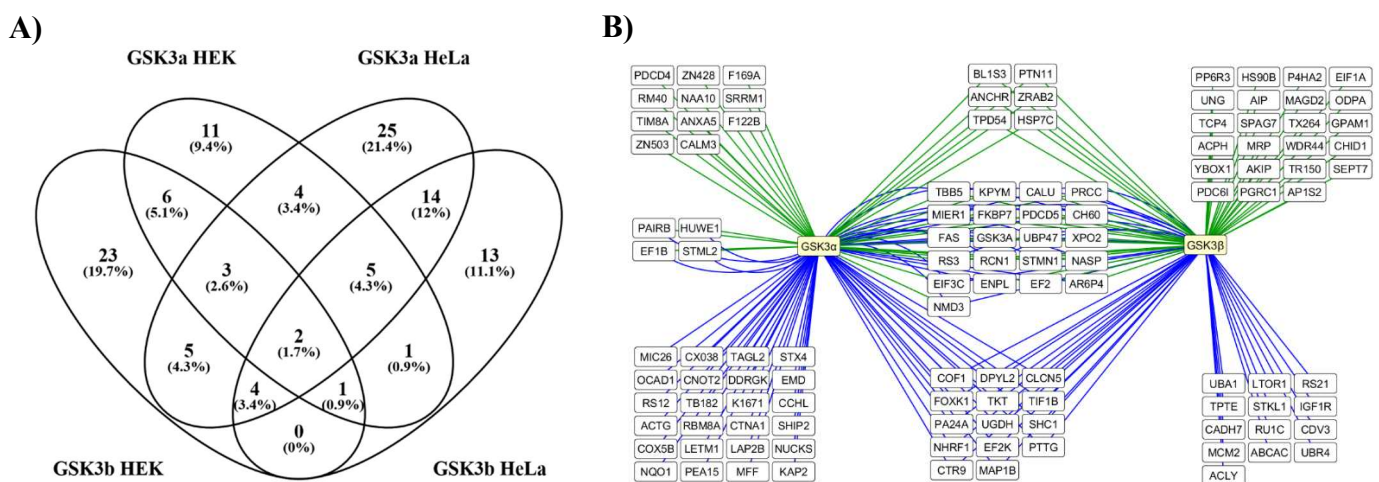 A)
GSK3a HEK
GSK3a HeLa
11
(9.4%)
25
(21.4%)
6
(5.1%)
4
(3.4%)
14
(12%)
23
(19.7%)
3
(2.6%)
5
(4.3%)
13
(11.1%)
5
(4.3%)
2
(1.7%)
1
(0.9%)
4
(3.4%)
1
(0.9%)
0
(0%)
GSK3b HEK
GSK3b HeLa
B)
PDCD4 ZN428 F169A
RM40 NAA10 SRRM1
TIM8A ANXA5 F122B
ZN503 CALM3
BL1S3 PTN11
ANCHR ZRAB2
TPD54 HSP7C
PP6R3 HS90B P4HA2 EIF1A
UNG AIP MAGD2 ODPA
TCP4 SPAG7 TX264 GPAM1
ACPH MRP WDR44 CHID1
YBOX1 AKIP TR150 SEPT7
PDC6I PGRC1 AP1S2
PAIRB HUWE1
EF1B STML2
GSK3α
TBB5 KPYM CALU PRCC
MIER1 FKBP7 PDCD5 CH60
FAS GSK3A UBP47 XPO2
RS3 RCN1 STMN1 NASP
EIF3C ENPL EF2 AR6P4
NMD3
GSK3β
MIC26 CX038 TAGL2 STX4
OCAD1 CNOT2 DDRGK EMD
RS12 TB182 K1671 CCHL
ACTG RBM8A CTNA1 SHIP2
COX5B LETM1 LAP2B NUCKS
NQO1 PEA15 MFF KAP2
COF1 DPYL2 CLCN5
FOXK1 TKT TIF1B
PA24A UGDH SHC1
NHRF1 EF2K PTTG
CTR9 MAP1B
UBA1 LTOR1 RS21
TPTE STKL1 IGF1R
CADH7 RU1C CDV3
MCM2 ABCAC UBR4
ACLY